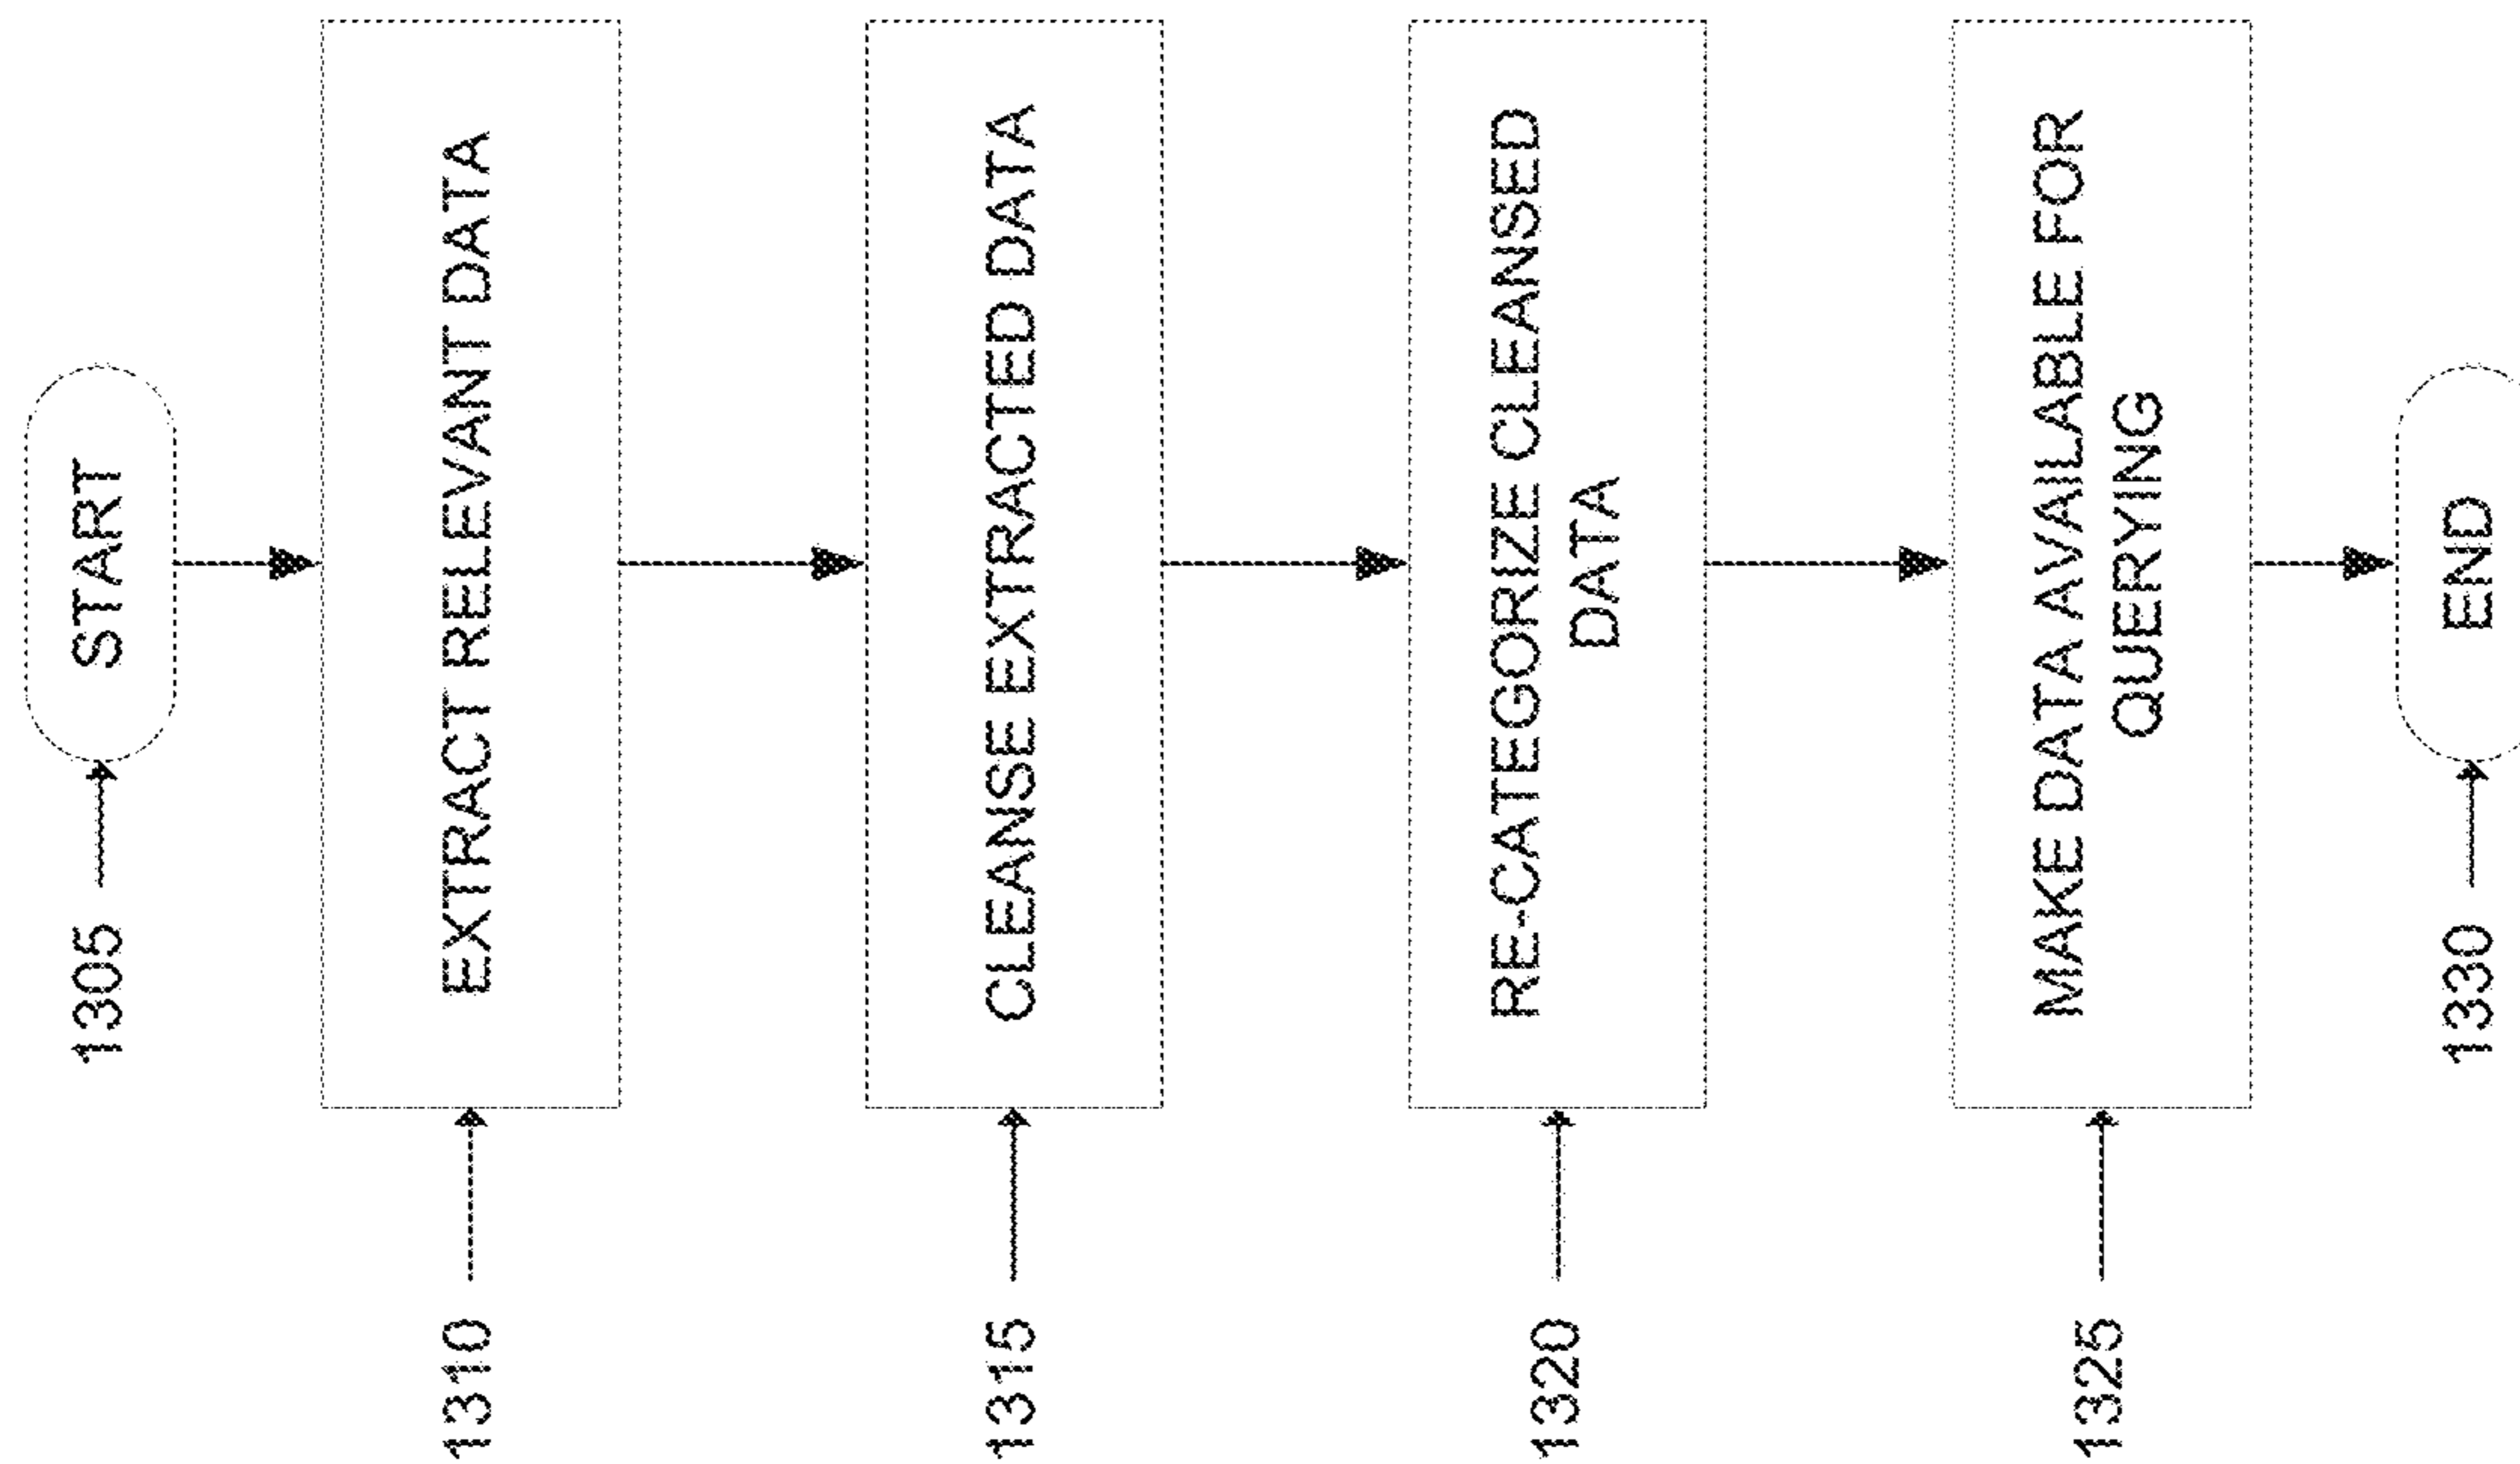 1305
START
1310
EXTRACT RELEVANT DATA
1315
CLEANSE EXTRACTED DATA
1320
RE-CATEGORIZE CLEANSED
DATA
1325
MAKE DATA AVAILABLE FOR
QUERYING
1330
END